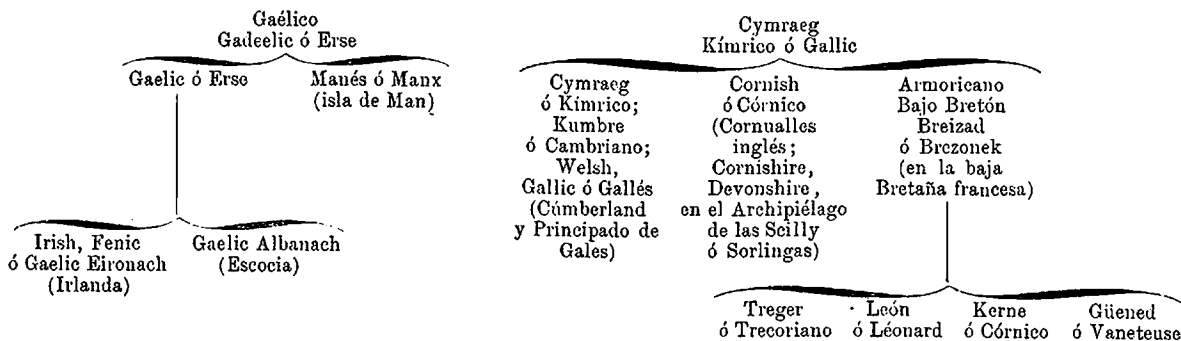 Gaélico
Gadeelic ó Erse
Gaelic ó Erse
Manés ó Manx
(isla de Man)
Irish, Fenic
ó Gaelic Eironach
(Irlanda)
Gaelic Albanach
(Escocia)
Cymraeg
Kímrico ó Gallic
Cymraeg
ó Kímrico;
Kumbre
ó Cambriano;
Welsh,
Gallic ó Gallés
(Cúmberland
y Principado de
Gales)
Cornish
ó Córnico
(Cornualles
inglés;
Cornishire,
Devonshire,
en el Archipiélago
de las Scilly
ó Sorlingas)
Armoricano
Bajo Bretón
Breizad
ó Brezonek
(en la baja
Bretaña francesa)
Treger
ó Trecoriano
León
ó Léonard
Kerne
ó Córnico
Güened
ó Vaneteuse